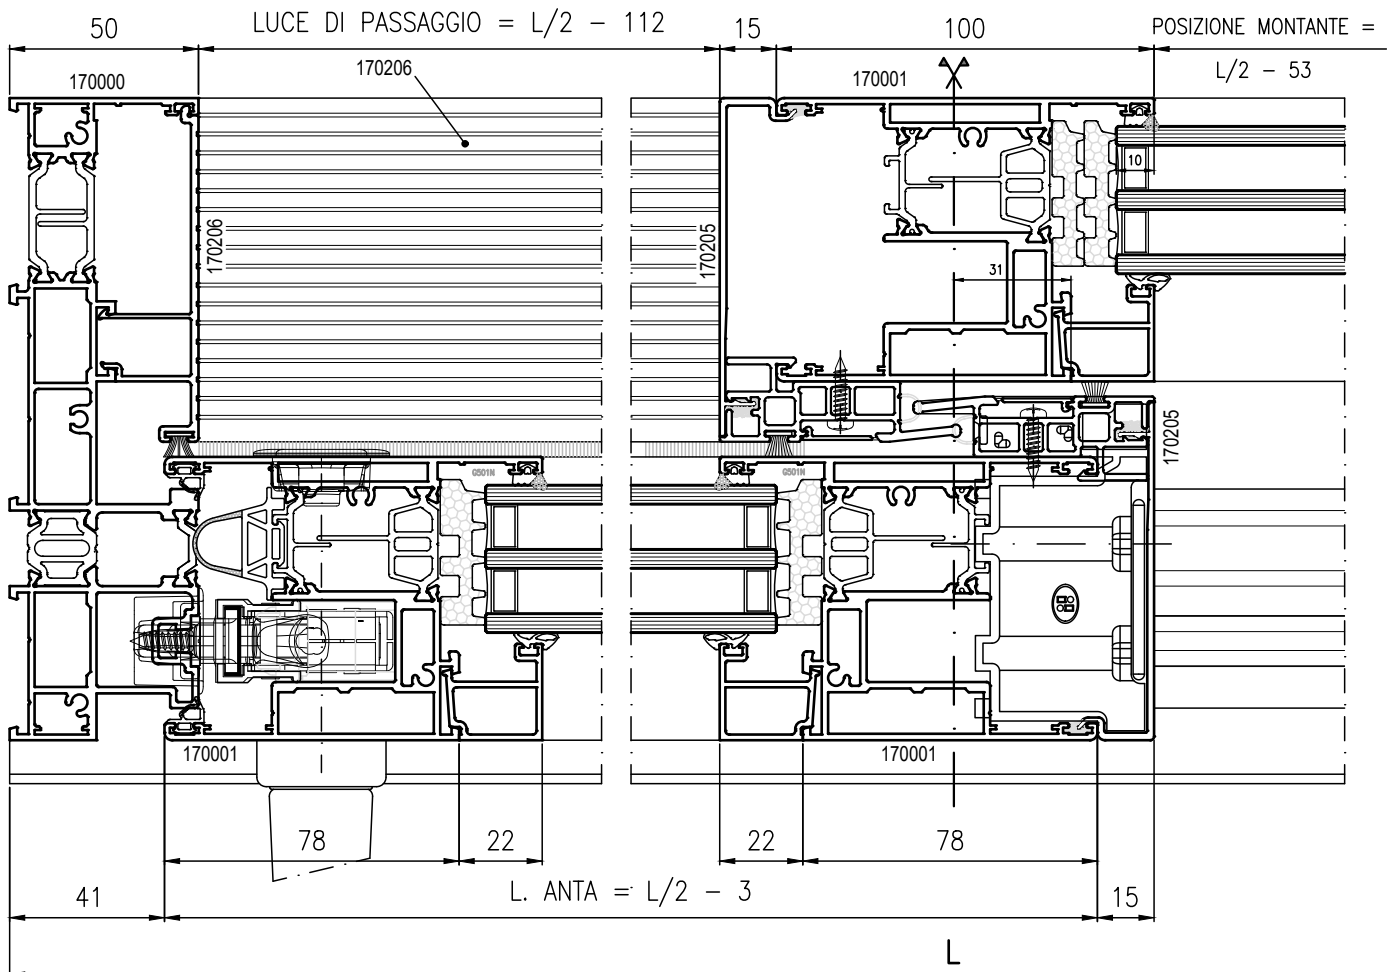 50
LUCE DI PASSAGGIO = L/2 - 112
15
100
POSIZIONE MONTANTE =
L/2 - 53
170000
170206
170001
10
170206
170205
31
170205
G501N
G501N
170001
170001
78
22
22
78
41
L. ANTA = L/2 - 3
15
L